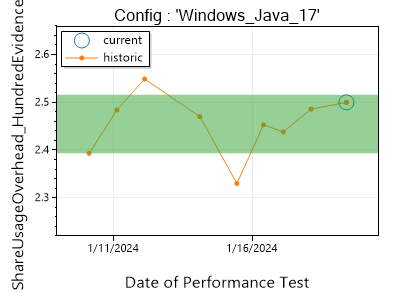 Config : 'Windows_Java_17'
current
historic
ShareUsageOverhead_HundredEvidence
2.6
2.5
2.4
2.3
1/11/2024
1/16/2024
Date of Performance Test